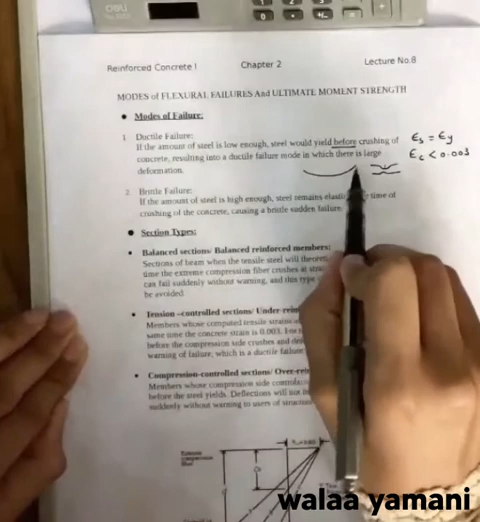 Reinforced Concrete I Chapter 2 Lecture No.8
MODES of FLEXURAL FAILURES And ULTIMATE MOMENT STRENGTH
Modes of Failure:
1. Ductile Failure:
If the amount of steel is low enough, steel would yield before crushing of
concrete, resulting into a ductile failure mode in which there is large
deformation.
εs = εy
εc < 0.003
2. Brittle Failure:
If the amount of steel is high enough, steel remains elastic time of
crushing of the concrete, causing a brittle sudden failure.
Section Types:
Balanced sections/ Balanced reinforced members:
Sections of beam when the tensile steel will
time the extreme compression fiber crushes at
can fail suddenly without warning, and this type
be avoided.
Tension –controlled sections/
Members whose computed tensile strains
same time the concrete strain is 0.003. For
before the compression side crushes and
warning of failure, which is a ductile failure
Compression-controlled sections/
Members whose compression side
before the steel yields. Deflections will not
suddenly without warning to users of
Extreme
compression
fiber
walaa yamani